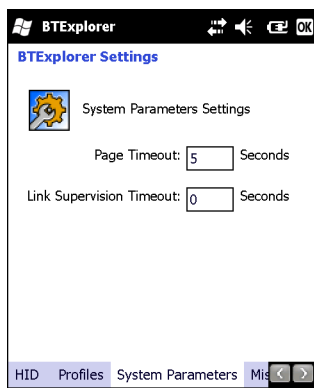 BTExplorer OK
BTExplorer Settings
System Parameters Settings
Page Timeout: 5 Seconds
Link Supervision Timeout: 0 Seconds
HID Profiles System Parameters Mis